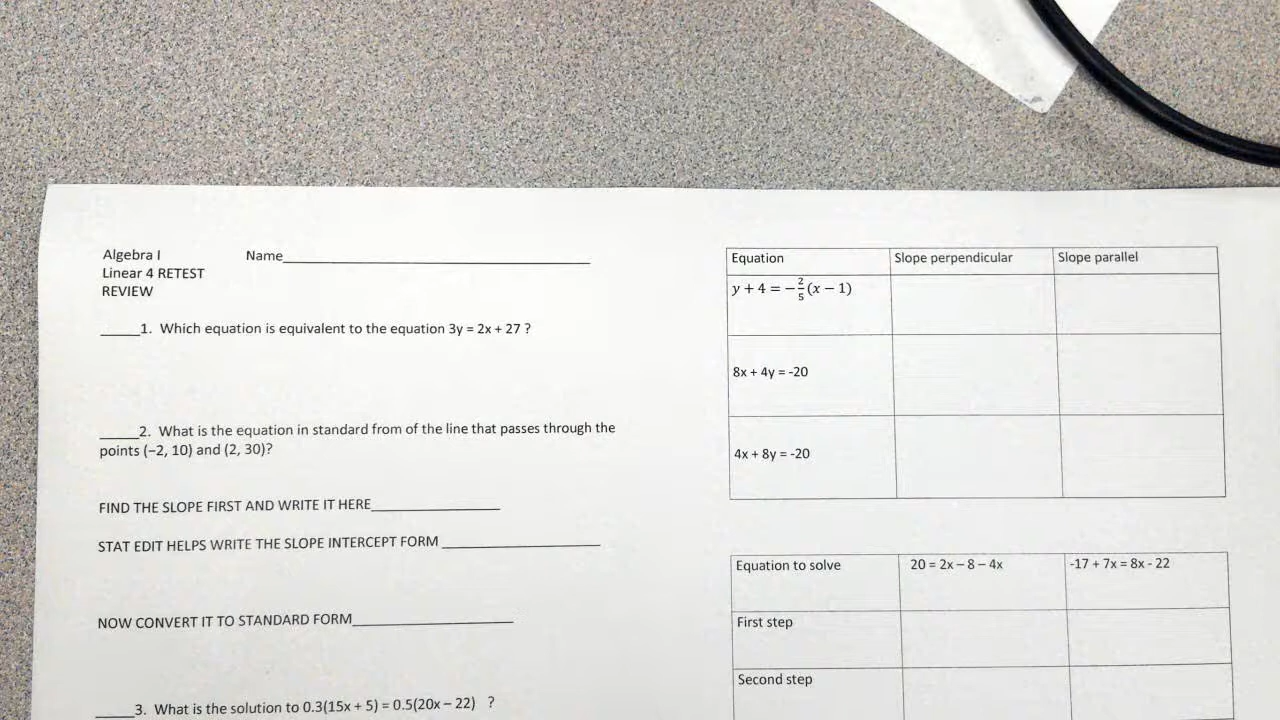 Algebra I Name
Linear 4 RETEST
REVIEW
1. Which equation is equivalent to the equation 3y = 2x + 27 ?
2. What is the equation in standard from of the line that passes through the
points (−2, 10) and (2, 30)?
FIND THE SLOPE FIRST AND WRITE IT HERE
STAT EDIT HELPS WRITE THE SLOPE INTERCEPT FORM
NOW CONVERT IT TO STANDARD FORM
3. What is the solution to 0.3(15x + 5) = 0.5(20x – 22) ?
Equation Slope perpendicular Slope parallel
y + 4 = −2/5(x − 1)
8x + 4y = -20
4x + 8y = -20
Equation to solve 20 = 2x – 8 – 4x -17 + 7x = 8x - 22
First step
Second step